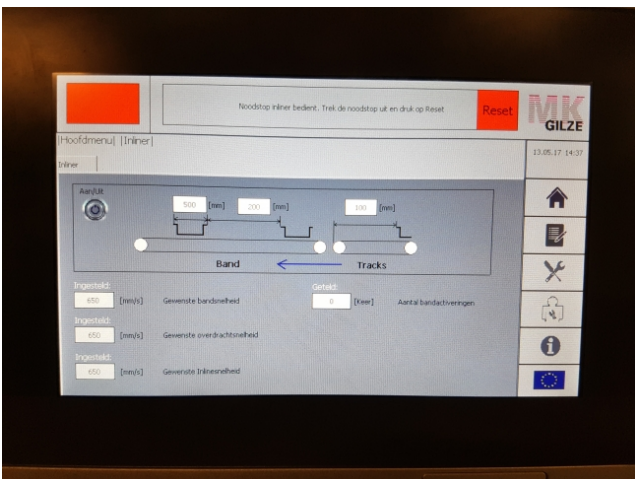 Noodstop inliner bedient. Trek de noodstop uit en druk op Reset
Reset
MK
GILZE
|Hoofdmenu| |Inliner|
13.05.17 14:37
Inliner
Aan/Uit
500 [mm] 200 [mm] 100 [mm]
Band Tracks
Ingesteld: Geteld:
650 [mm/s] Gewenste bandsnelheid 0 [Keer] Aantal bandactiveringen
Ingesteld:
650 [mm/s] Gewenste overdrachtsnelheid
Ingesteld:
650 [mm/s] Gewenste Inlinesnelheid